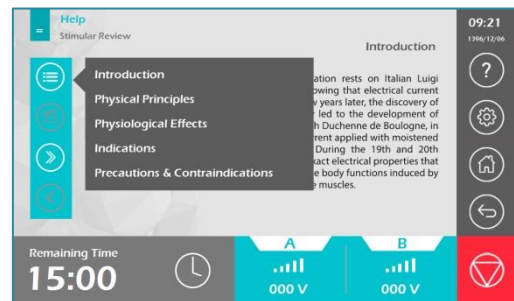 Help
Stimular Review
09:21
1396/12/06
Introduction
Introduction
Physical Principles
Physiological Effects
Indications
Precautions & Contraindications
ation rests on Italian Luigi
owing that electrical current
years later, the discovery of
led to the development of
h Duchenne de Boulogne, in
rent applied with moistened
During the 19th and 20th
xact electrical properties that
e body functions induced by
e muscles.
?
Remaining Time
15:00
A
000 V
B
000 V